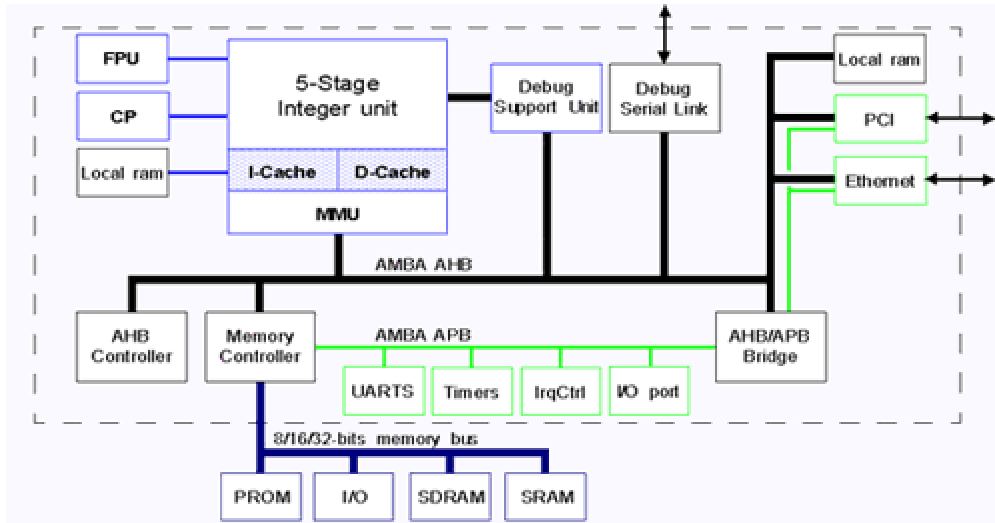 FPU
CP
Local ram
5-Stage
Integer unit
I-Cache
D-Cache
MMU
Debug
Support Unit
Debug
Serial Link
Local ram
PCI
Ethernet
AMBA AHB
AHB
Controller
Memory
Controller
AMBA APB
AHB/APB
Bridge
UARTS
Timers
IrqCtrl
I/O port
8/16/32-bits memory bus
PROM
I/O
SDRAM
SRAM